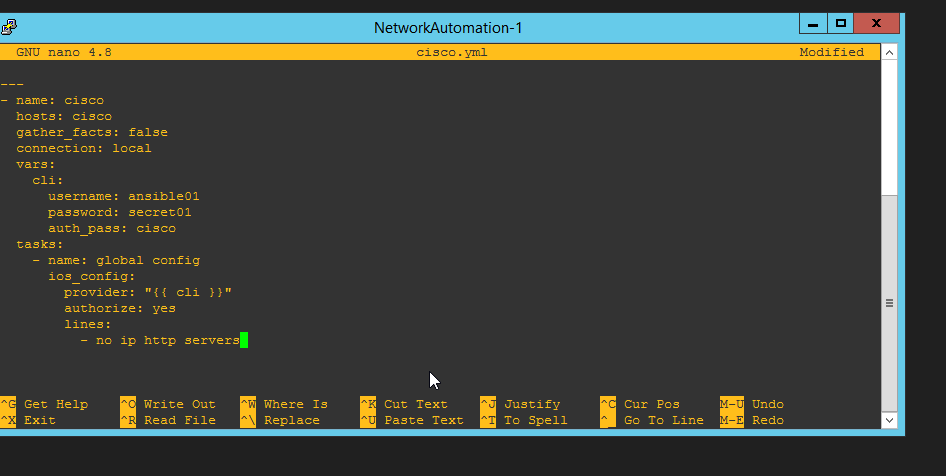 NetworkAutomation-1
GNU nano 4.8 cisco.yml Modified
---
- name: cisco
  hosts: cisco
  gather_facts: false
  connection: local
  vars:
    cli:
      username: ansible01
      password: secret01
      auth_pass: cisco
  tasks:
    - name: global config
      ios_config:
        provider: "{{ cli }}"
        authorize: yes
        lines:
          - no ip http servers
^G Get Help ^O Write Out ^W Where Is ^K Cut Text ^J Justify ^C Cur Pos M-U Undo
^X Exit ^R Read File ^\ Replace ^U Paste Text ^T To Spell ^_ Go To Line M-E Redo